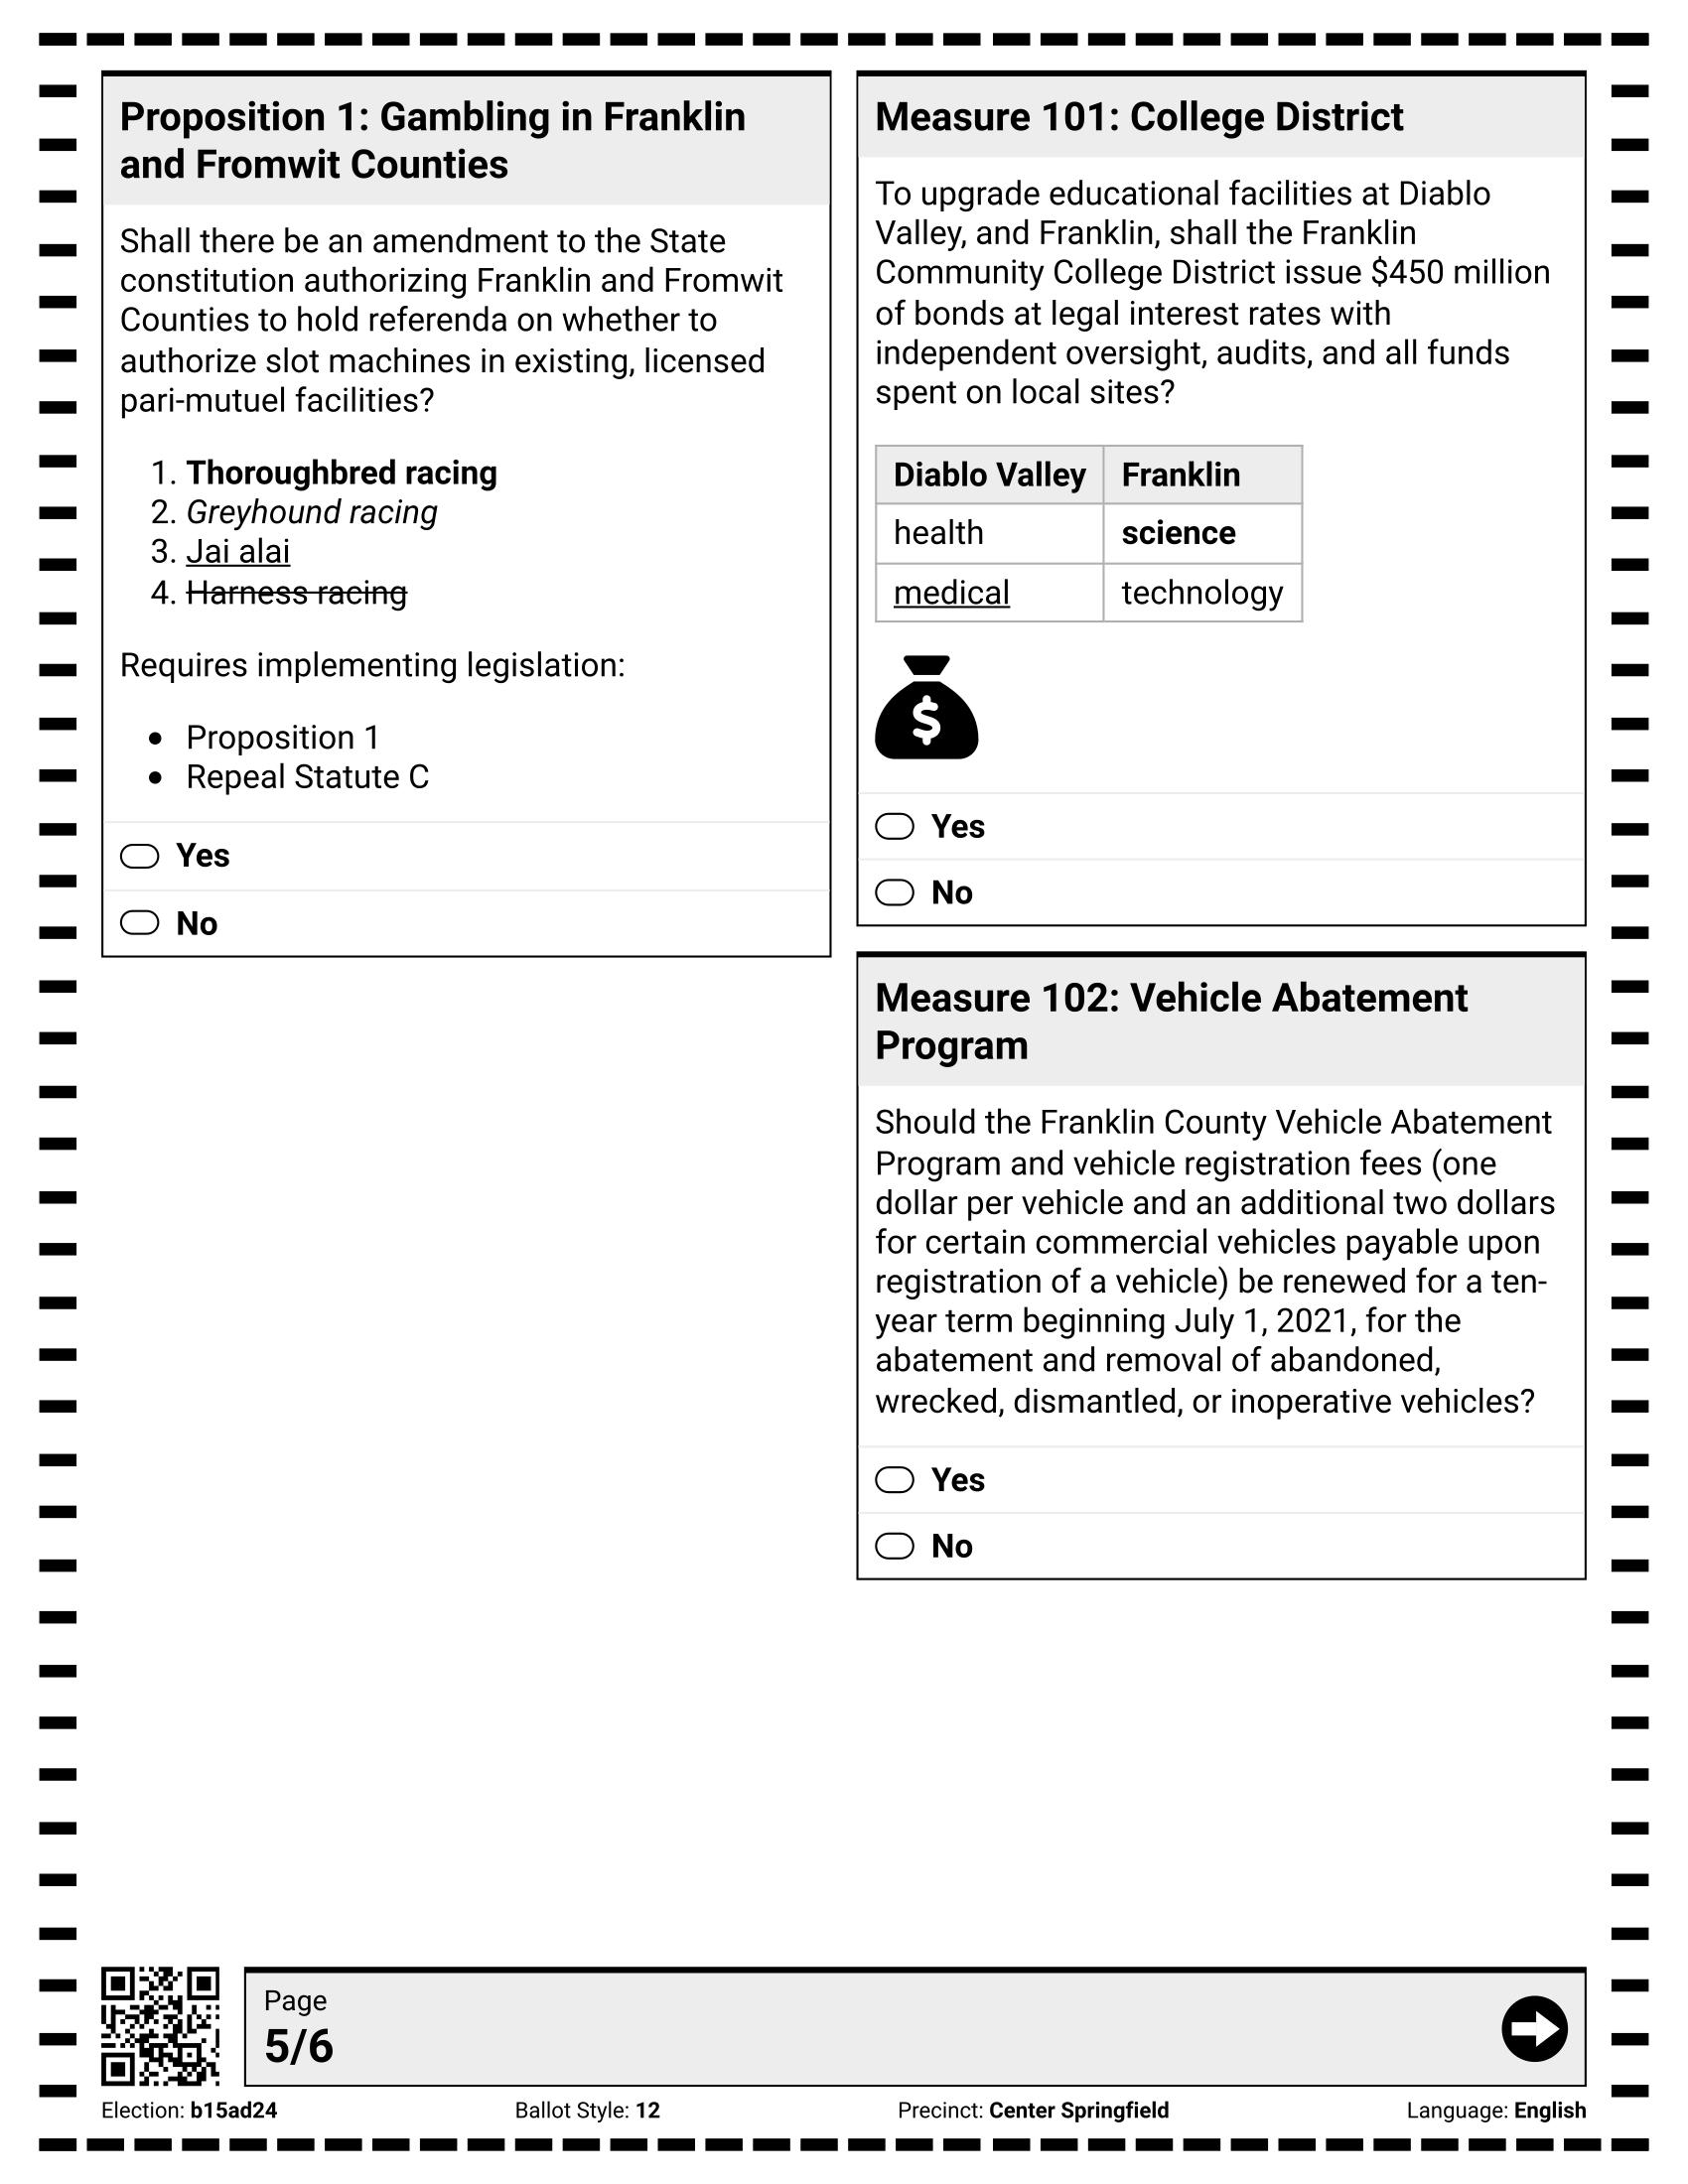 Proposition 1: Gambling in Franklin
and Fromwit Counties
Shall there be an amendment to the State
constitution authorizing Franklin and Fromwit
Counties to hold referenda on whether to
authorize slot machines in existing, licensed
pari-mutuel facilities?
1. Thoroughbred racing
2. Greyhound racing
3. Jai alai
4. Harness racing
Requires implementing legislation:
• Proposition 1
• Repeal Statute C
Yes
No
Measure 101: College District
To upgrade educational facilities at Diablo
Valley, and Franklin, shall the Franklin
Community College District issue $450 million
of bonds at legal interest rates with
independent oversight, audits, and all funds
spent on local sites?
Diablo Valley Franklin
health science
medical technology
$
Yes
No
Measure 102: Vehicle Abatement
Program
Should the Franklin County Vehicle Abatement
Program and vehicle registration fees (one
dollar per vehicle and an additional two dollars
for certain commercial vehicles payable upon
registration of a vehicle) be renewed for a ten-
year term beginning July 1, 2021, for the
abatement and removal of abandoned,
wrecked, dismantled, or inoperative vehicles?
Yes
No
Page
5/6
Election: b15ad24 Ballot Style: 12 Precinct: Center Springfield Language: English